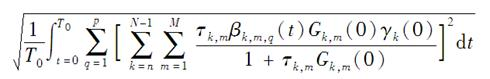 \sqrt{\frac{1}{T_0}\int_{t=0}^{T_0}\sum_{q=1}^{p}\left[\sum_{k=n}^{N-1}\sum_{m=1}^{M}\frac{\tau_{k,m}\beta_{k,m,q}(t)G_{k,m}(0)\gamma_k(0)}{1+\tau_{k,m}G_{k,m}(0)}\right]^2 dt}